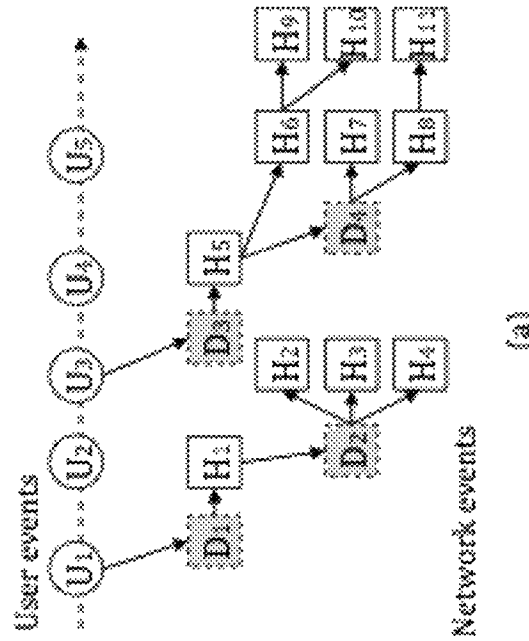 User events
U₁ U₂ U₃ U₄ U₅
D₁ H₁ D₃ H₅
H₂ H₆ H₉
D₂ H₃ D₄ H₇ H₁₀
H₄ H₈ H₁₁
Network events
(a)